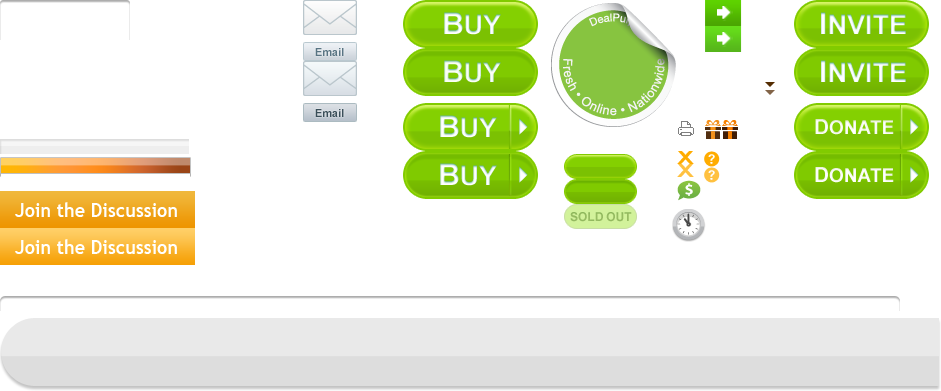 Email
Email
BUY
BUY
BUY
BUY
Fresh • Online • Nationwide
SOLD OUT
$
?
?
INVITE
INVITE
DONATE
DONATE
Join the Discussion
Join the Discussion